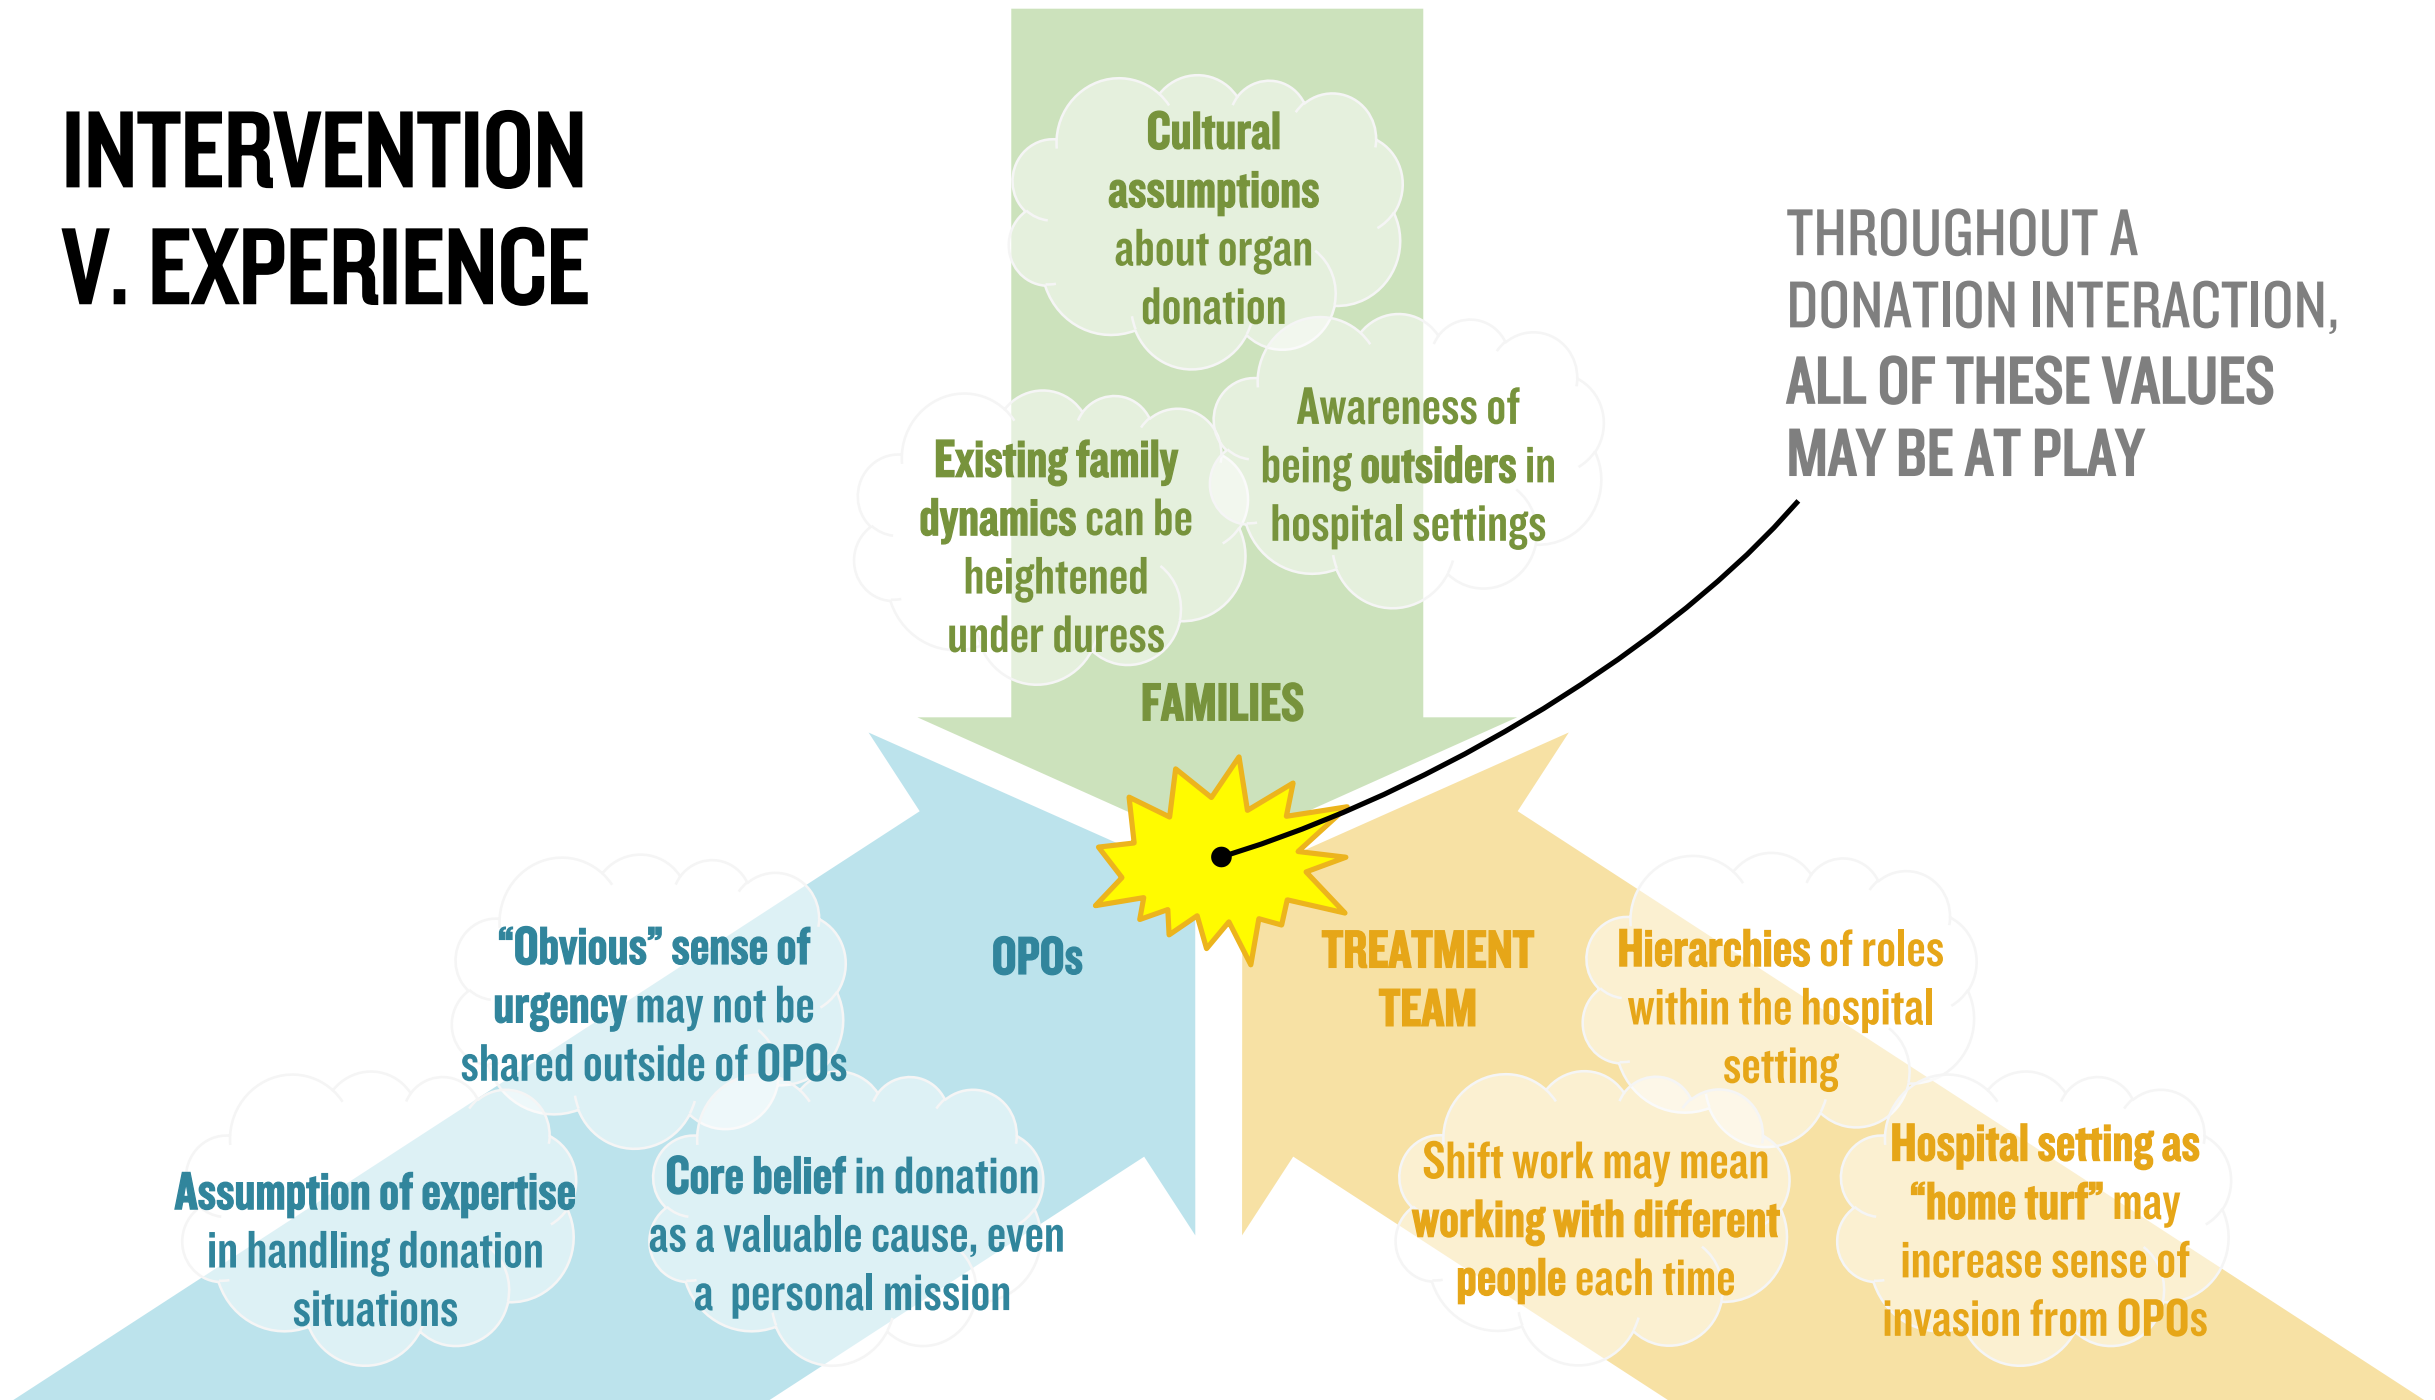 INTERVENTION
V. EXPERIENCE
Cultural
assumptions
about organ
donation
THROUGHOUT A
DONATION INTERACTION,
ALL OF THESE VALUES
MAY BE AT PLAY
Awareness of
being outsiders in
hospital settings
Existing family
dynamics can be
heightened
under duress
FAMILIES
OPOs
"Obvious” sense of
urgency may not be
shared outside of OPOs
Assumption of expertise
in handling donation
situations
Core belief in donation
as a valuable cause, even
a personal mission
TREATMENT
TEAM
Hierarchies of roles
within the hospital
setting
Shift work may mean
working with different
people each time
Hospital setting as
“home turf” may
increase sense of
invasion from OPOs